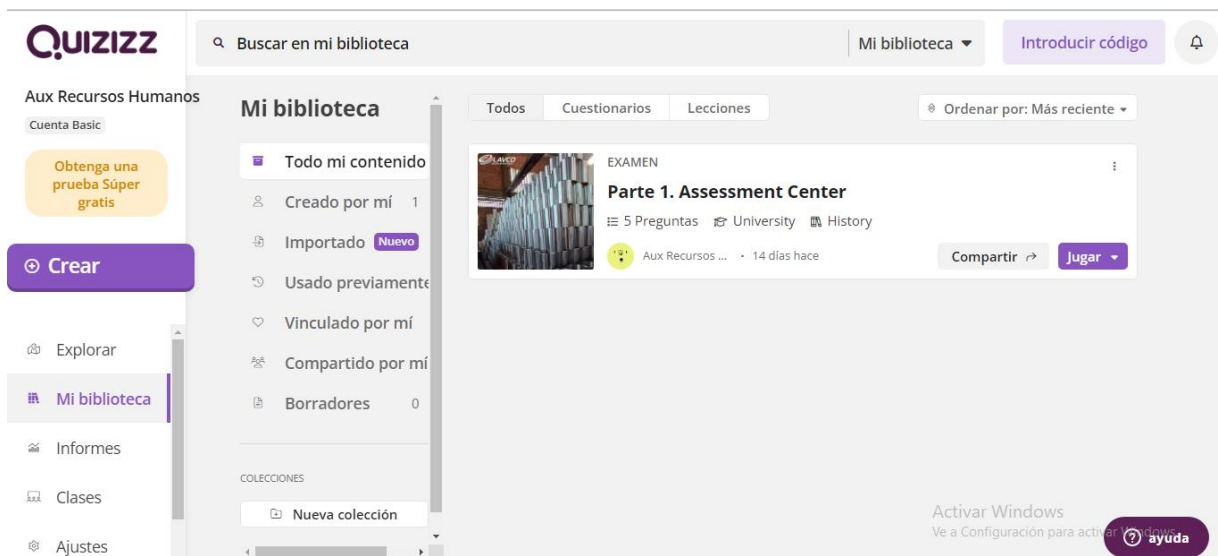 QUIZIZZ
Buscar en mi biblioteca
Mi biblioteca
Introducir código
Aux Recursos Humanos
Cuenta Basic
Obtenga una
prueba Súper
gratis
Crear
Explorar
Mi biblioteca
Informes
Clases
Ajustes
Mi biblioteca
Todo mi contenido
Creado por mí 1
Importado Nuevo
Usado previamente
Vinculado por mí
Compartido por mí
Borradores 0
COLECCIONES
Nueva colección
Todos Cuestionarios Lecciones
Ordenar por: Más reciente
LAVCO
EXAMEN
Parte 1. Assessment Center
5 Preguntas University History
Aux Recursos ... • 14 días hace
Compartir
Jugar
Activar Windows
Ve a Configuración para activar Windows.
ayuda